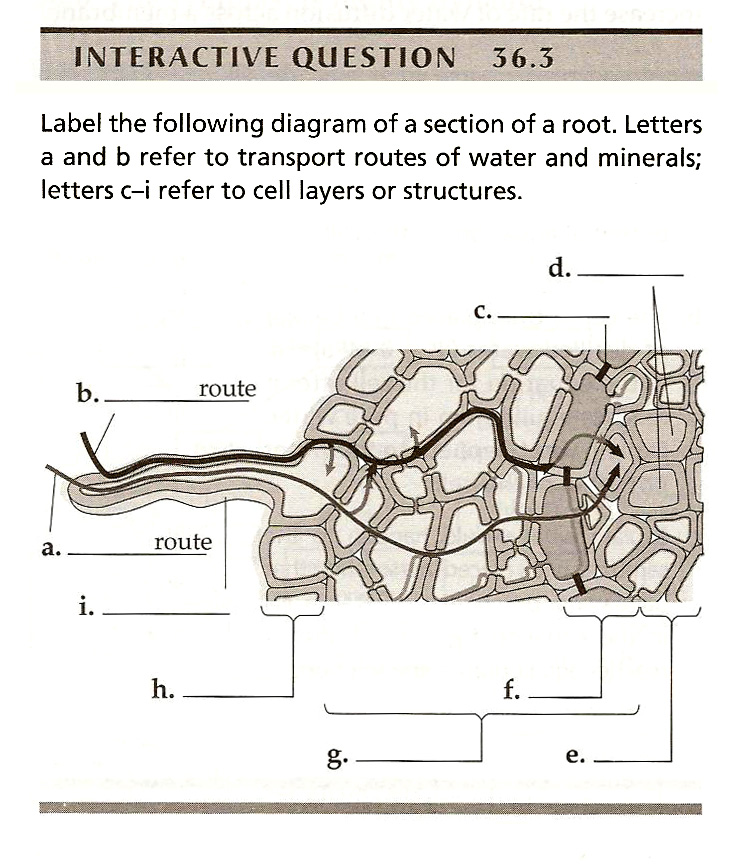 INTERACTIVE QUESTION 36.3
Label the following diagram of a section of a root. Letters
a and b refer to transport routes of water and minerals;
letters c–i refer to cell layers or structures.
d.
c.
b. route
a. route
i.
h.
f.
g.
e.